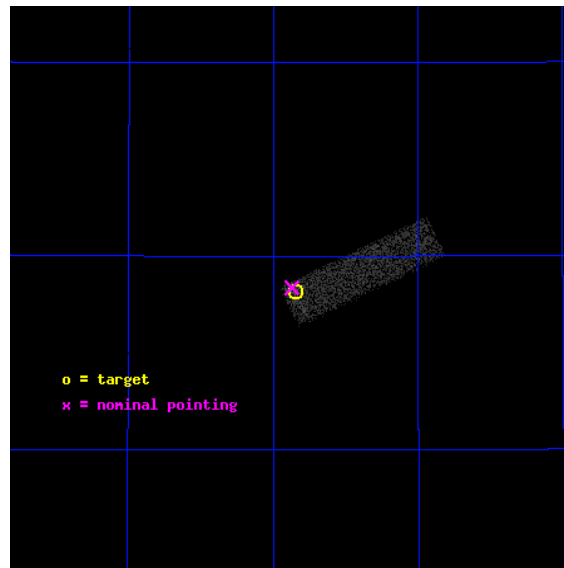 o = target
x = nominal pointing